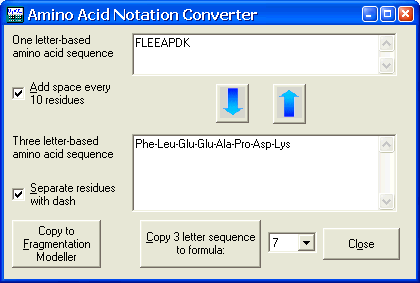 Amino Acid Notation Converter
One letter-based
amino acid sequence
FLEEAPDK
Add space every
10 residues
Three letter-based
amino acid sequence
Phe-Leu-Glu-Glu-Ala-Pro-Asp-Lys
Separate residues
with dash
Copy to
Fragmentation
Modeller
Copy 3 letter sequence
to formula:
7
Close